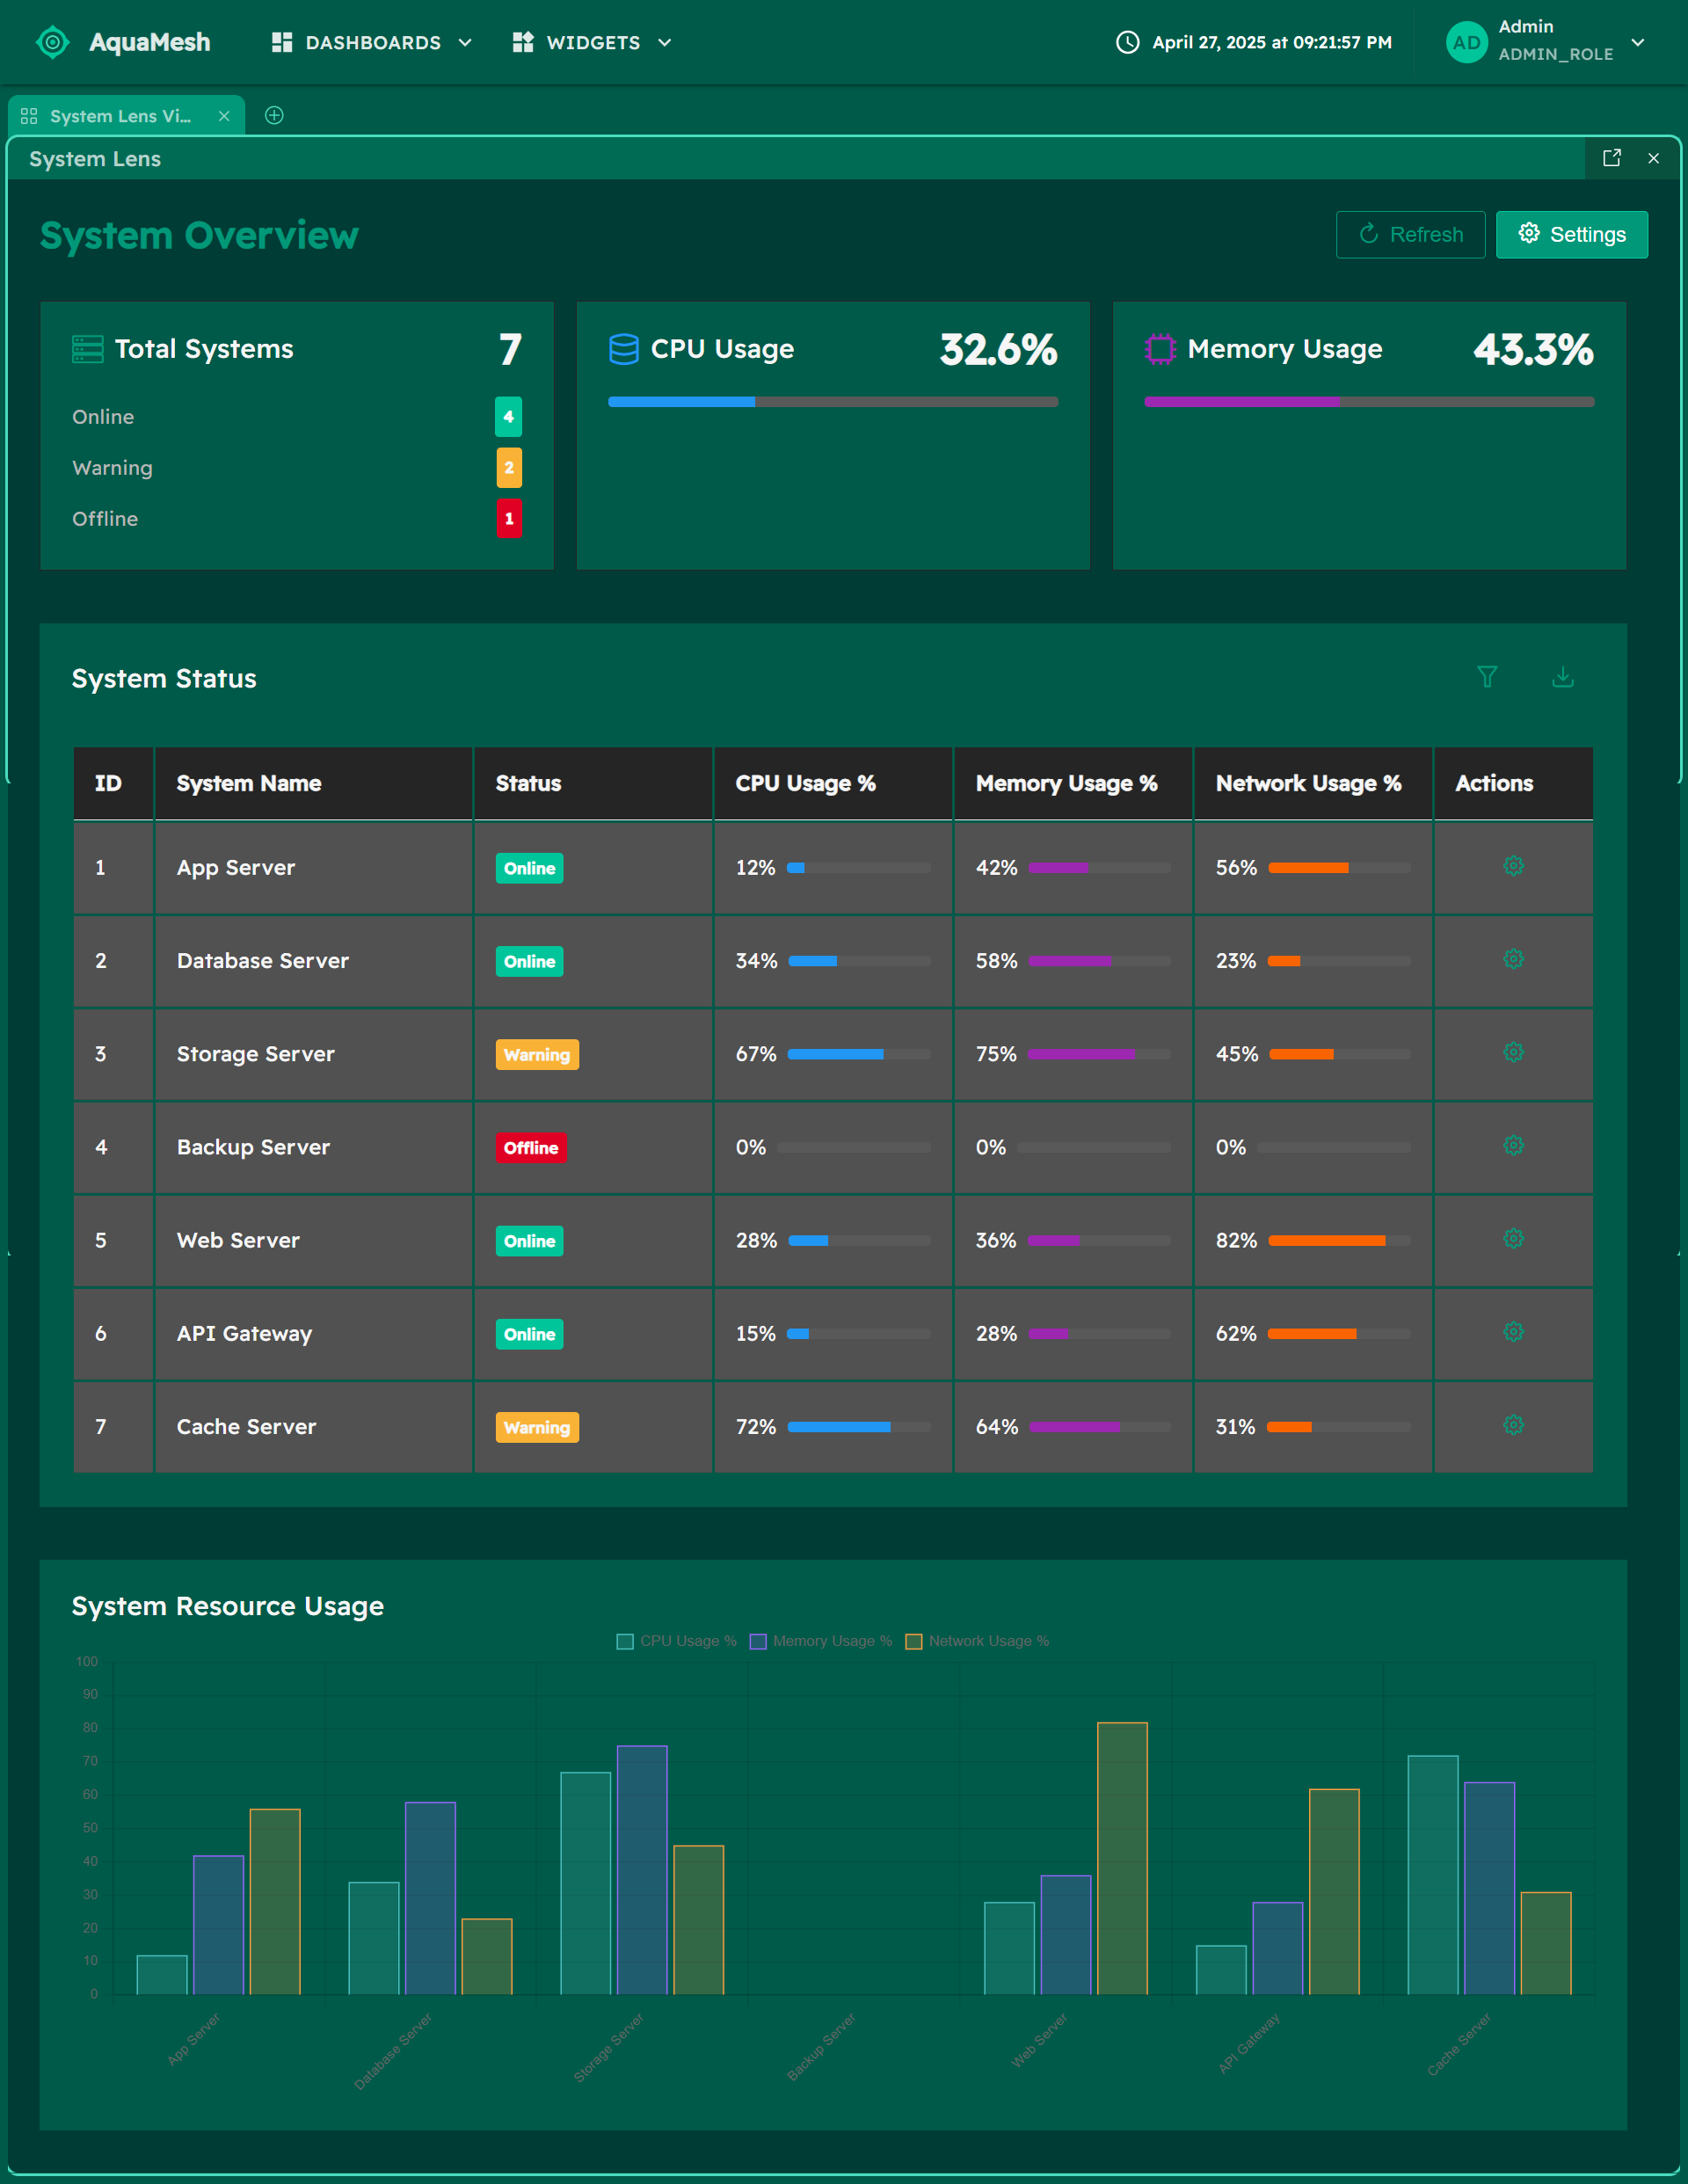 AquaMesh DASHBOARDS WIDGETS April 27, 2025 at 09:21:57 PM AD Admin
ADMIN_ROLE
System Lens Vi...
System Lens
System Overview Refresh Settings
Total Systems 7
Online 4
Warning 2
Offline 1
CPU Usage 32.6%
Memory Usage 43.3%
System Status
ID System Name Status CPU Usage % Memory Usage % Network Usage % Actions
1 App Server Online 12% 42% 56%
2 Database Server Online 34% 58% 23%
3 Storage Server Warning 67% 75% 45%
4 Backup Server Offline 0% 0% 0%
5 Web Server Online 28% 36% 82%
6 API Gateway Online 15% 28% 62%
7 Cache Server Warning 72% 64% 31%
System Resource Usage
CPU Usage % Memory Usage % Network Usage %
100
90
80
70
60
50
40
30
20
10
0
App Server Database Server Storage Server Backup Server Web Server API Gateway Cache Server